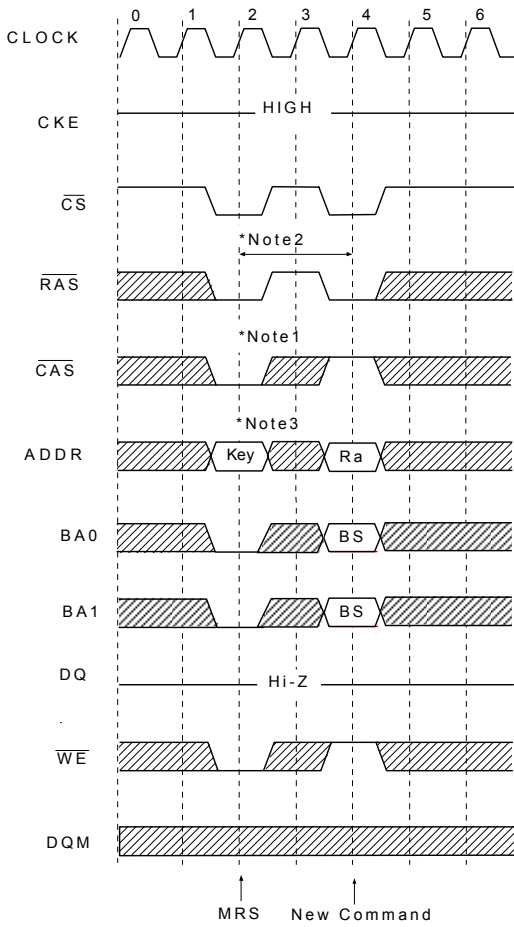 0 1 2 3 4 5 6
CLOCK
HIGH
CKE
CS
*Note2
RAS
*Note1
CAS
*Note3
ADDR Key Ra
BA0 BS
BA1 BS
DQ Hi-Z
WE
DQM
MRS New Command